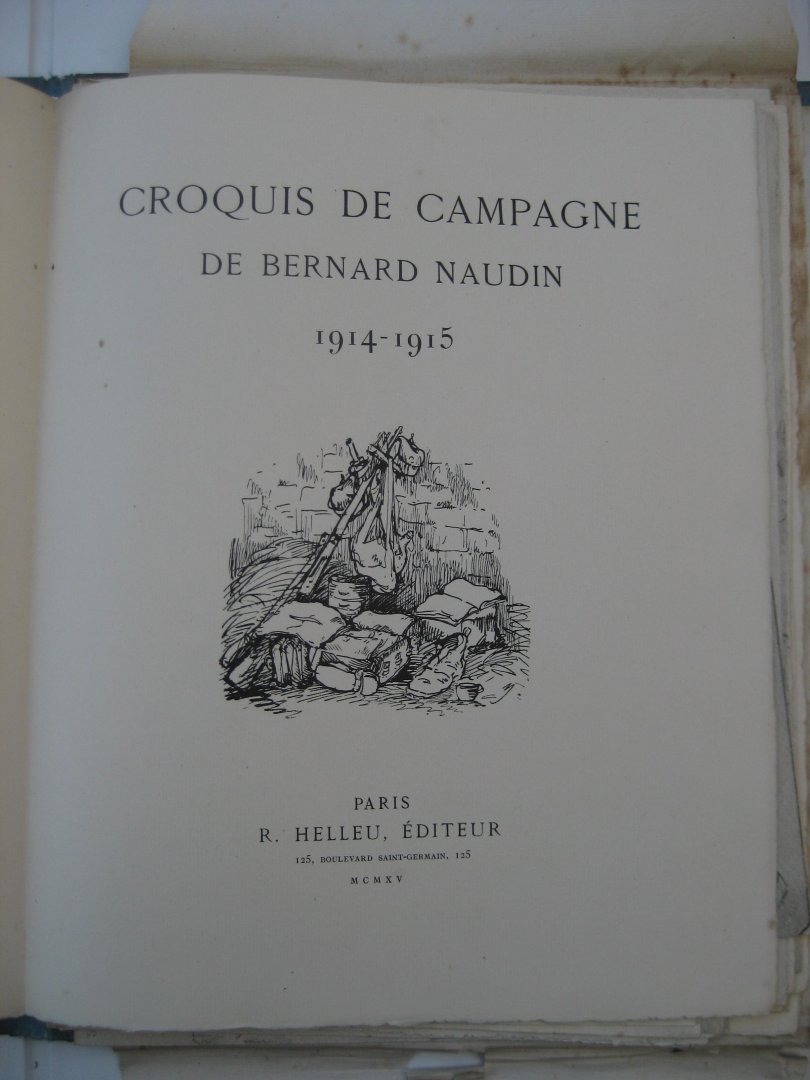 CROQUIS DE CAMPAGNE
DE BERNARD NAUDIN
1914-1915
PARIS
R. HELLEU, ÉDITEUR
125, BOULEVARD SAINT-GERMAIN, 125
MCMXV